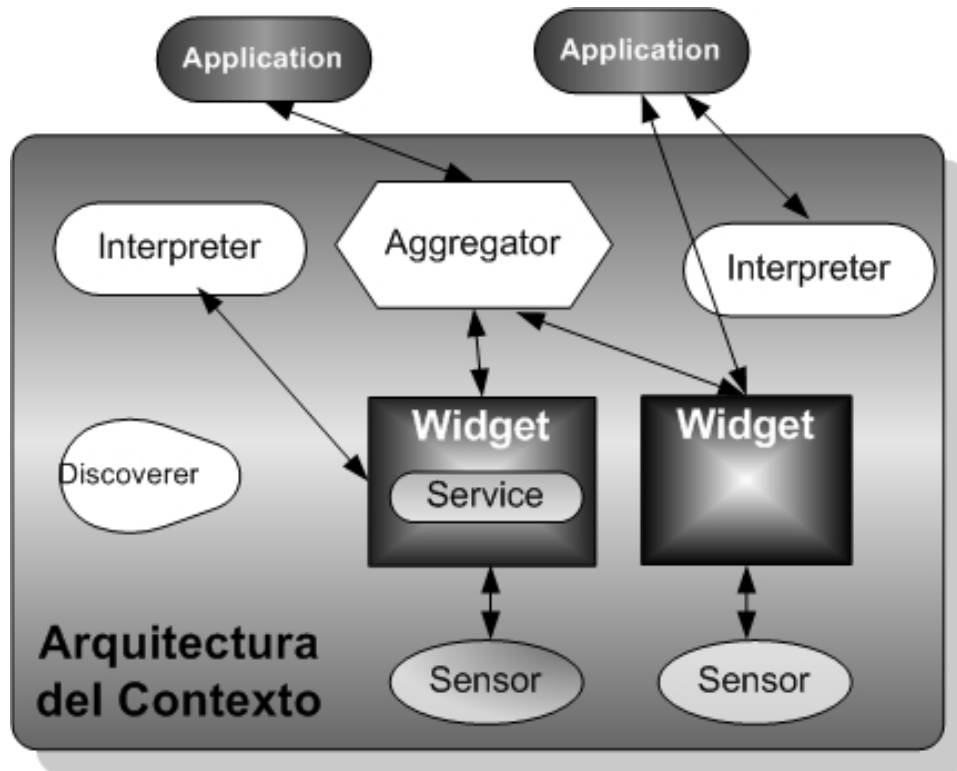 Application
Application
Interpreter
Aggregator
Interpreter
Widget
Widget
Service
Discoverer
Sensor
Sensor
Arquitectura
del Contexto